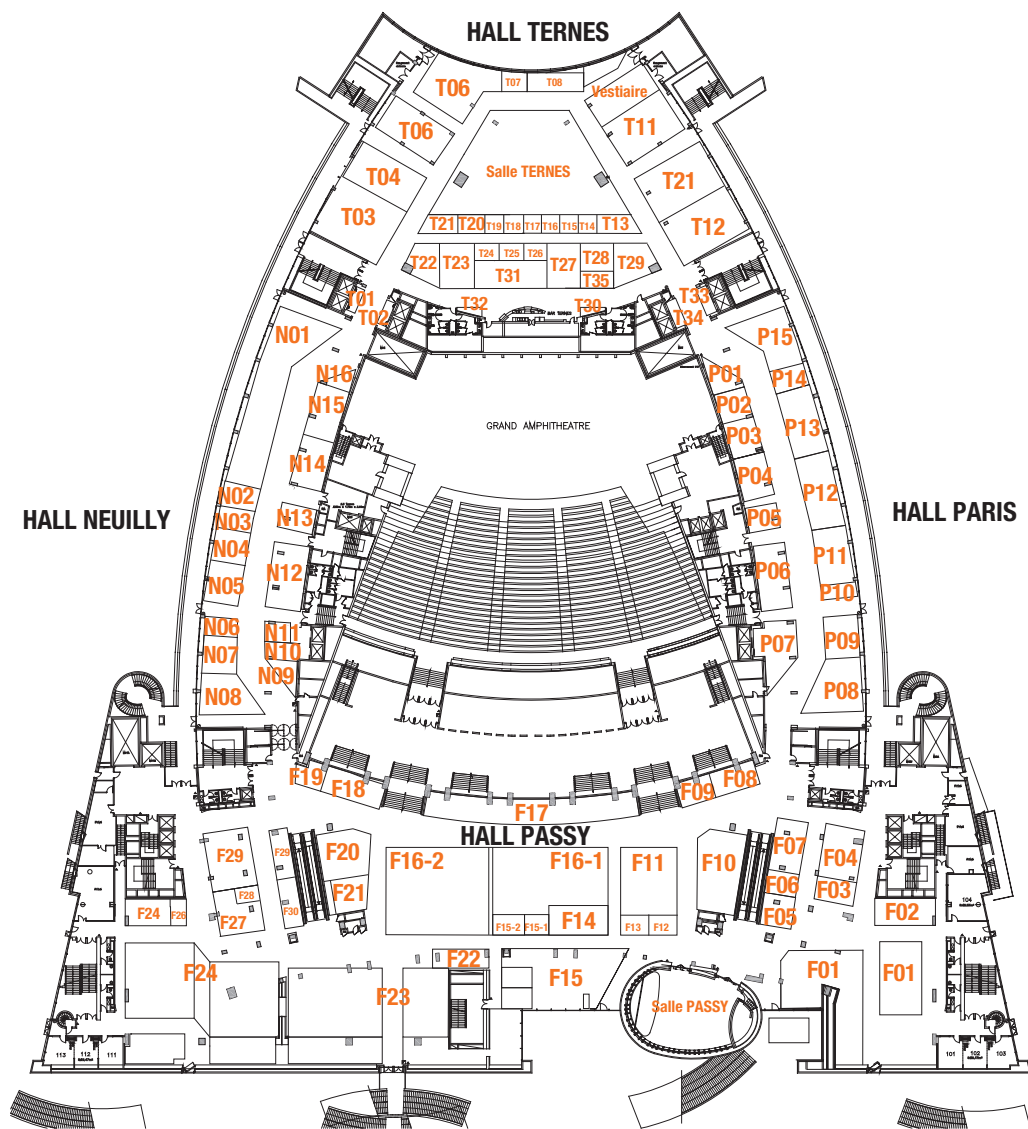 HALL TERNES
T06
T07
T08
Vestiaire
T06
T11
Salle TERNES
T04
T21
T03
T12
T21
T20
T19
T18
T17
T16
T15
T14
T13
T22
T23
T24
T25
T26
T27
T28
T29
T31
T35
T01
T02
T32
T30
T33
T34
BAR TERNES
N01
P15
N16
P01
P14
N15
P02
GRAND AMPHITHEATRE
P03
P13
N14
P04
N02
P12
HALL NEUILLY
N03
N13
P05
HALL PARIS
N04
N12
P06
P11
N05
P10
N06
N11
P07
P09
N07
N10
N09
N08
P08
F19
F18
F17
F09
F08
HALL PASSY
F29
F29
F20
F16-2
F16-1
F11
F10
F07
F04
F21
F06
F03
F28
F30
F27
F24
F26
F15-2
F15-1
F14
F13
F12
F05
F02
104
F24
F22
F23
F15
Salle PASSY
F01
F01
113
112
111
101
102
103